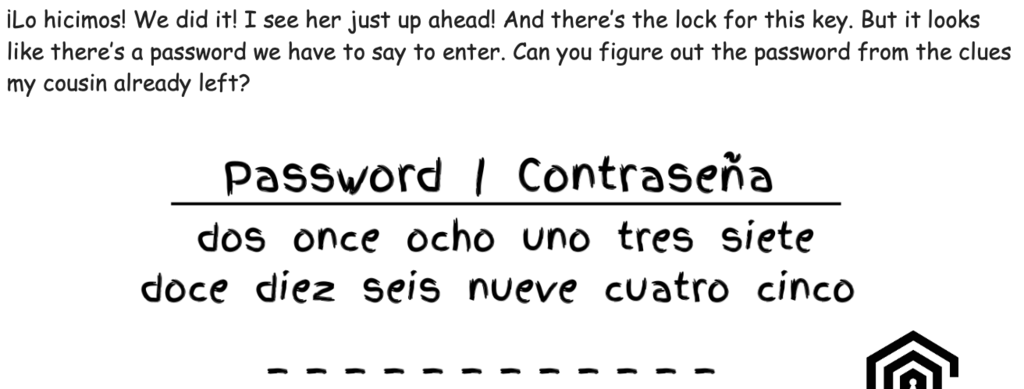 ¡Lo hicimos! We did it! I see her just up ahead! And there's the lock for this key. But it looks
like there's a password we have to say to enter. Can you figure out the password from the clues
my cousin already left?
Password | Contraseña
dos once ocho uno tres siete
doce diez seis nueve cuatro cinco
_ _ _ _ _ _ _ _ _ _ _ _